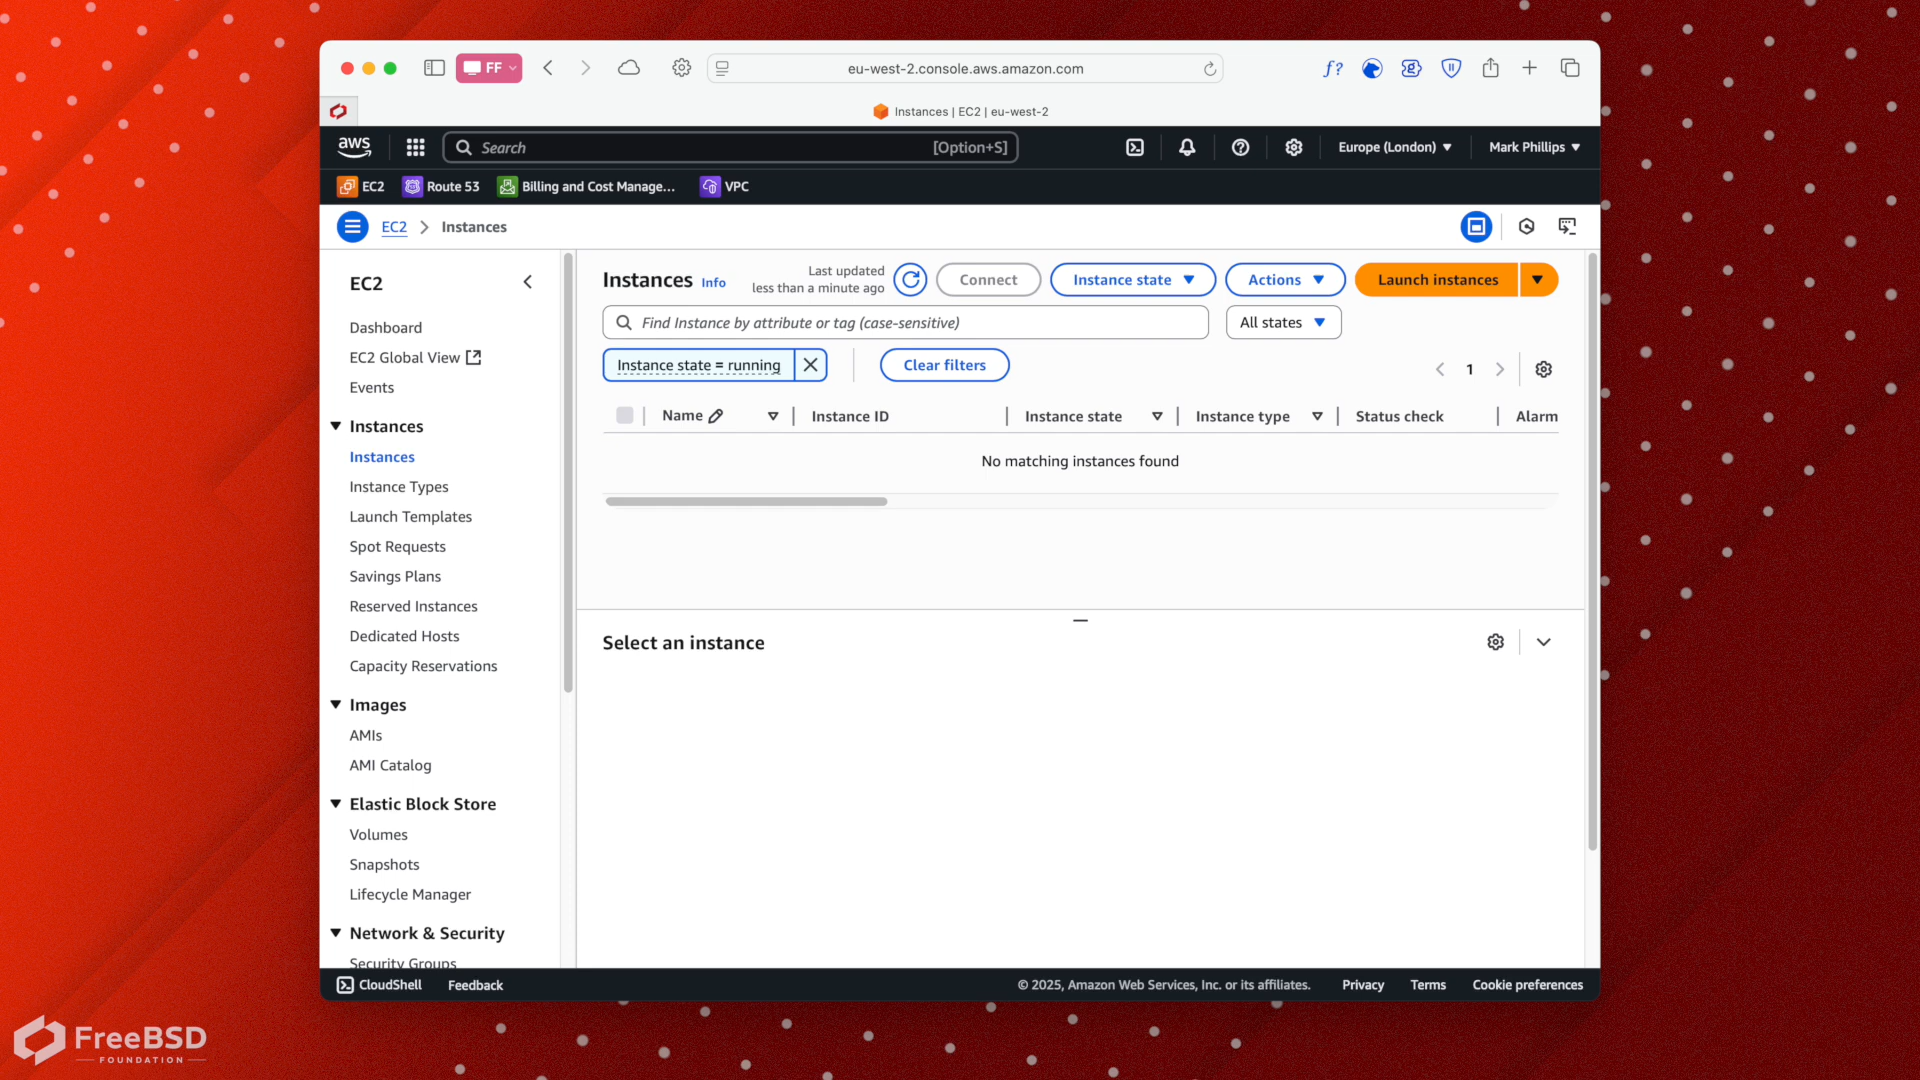 FF
eu-west-2.console.aws.amazon.com
f?
Instances | EC2 | eu-west-2
aws
Search
[Option+S]
Europe (London)
Mark Phillips
EC2
Route 53
Billing and Cost Manage...
VPC
EC2
Instances
EC2
Dashboard
EC2 Global View
Events
Instances
Instances
Instance Types
Launch Templates
Spot Requests
Savings Plans
Reserved Instances
Dedicated Hosts
Capacity Reservations
Images
AMIs
AMI Catalog
Elastic Block Store
Volumes
Snapshots
Lifecycle Manager
Network & Security
Security Groups
Instances
Info
Last updated
less than a minute ago
Connect
Instance state
Actions
Launch instances
Find Instance by attribute or tag (case-sensitive)
All states
Instance state = running
Clear filters
1
Name
Instance ID
Instance state
Instance type
Status check
Alarm
No matching instances found
Select an instance
CloudShell
Feedback
© 2025, Amazon Web Services, Inc. or its affiliates.
Privacy
Terms
Cookie preferences
FreeBSD
FOUNDATION